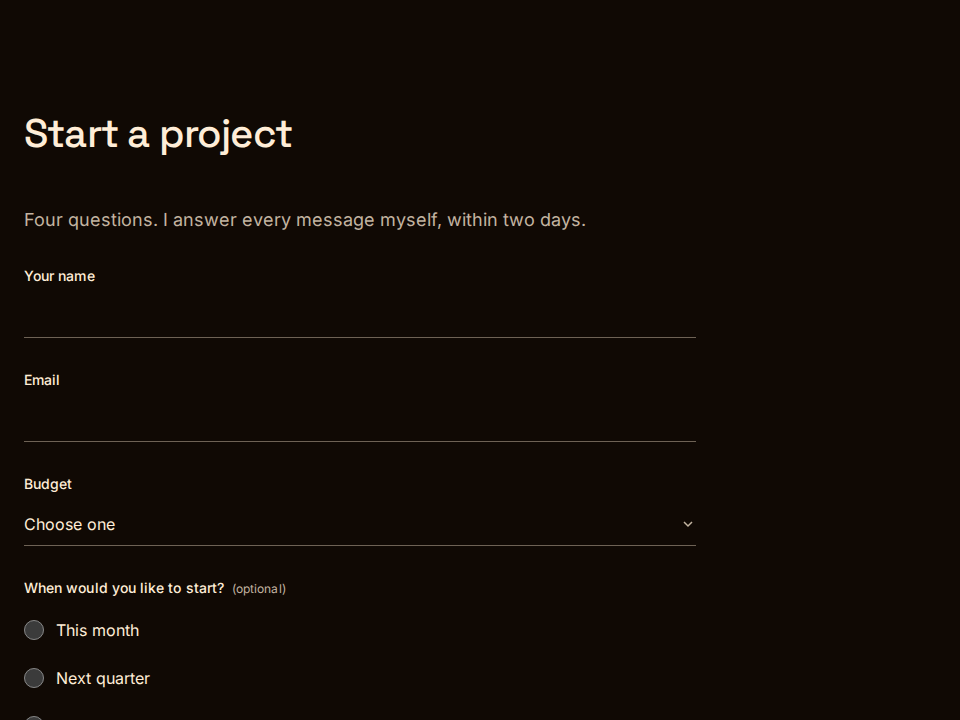 Start a project
Four questions. I answer every message myself, within two days.
Your name
Email
Budget
Choose one
When would you like to start? (optional)
This month
Next quarter